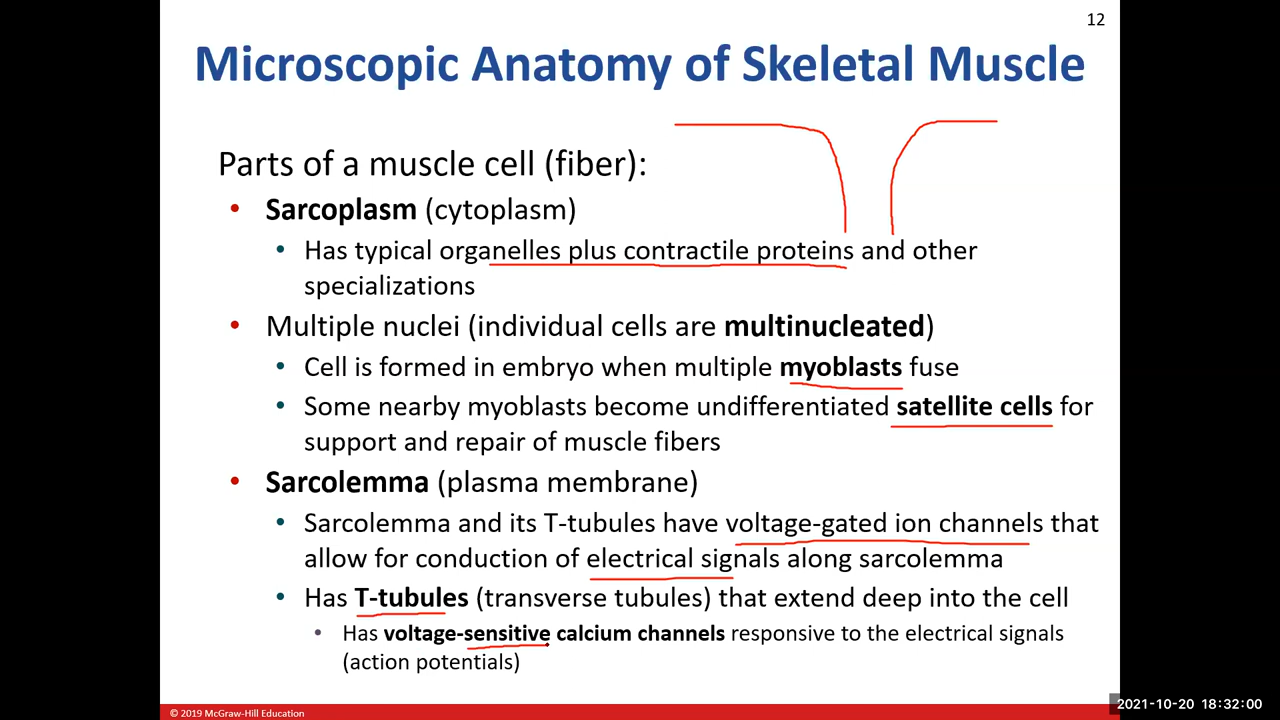 12
Microscopic Anatomy of Skeletal Muscle
Parts of a muscle cell (fiber):
• Sarcoplasm (cytoplasm)
• Has typical organelles plus contractile proteins and other
specializations
• Multiple nuclei (individual cells are multinucleated)
• Cell is formed in embryo when multiple myoblasts fuse
• Some nearby myoblasts become undifferentiated satellite cells for
support and repair of muscle fibers
• Sarcolemma (plasma membrane)
• Sarcolemma and its T-tubules have voltage-gated ion channels that
allow for conduction of electrical signals along sarcolemma
• Has T-tubules (transverse tubules) that extend deep into the cell
• Has voltage-sensitive calcium channels responsive to the electrical signals
(action potentials)
© 2019 McGraw-Hill Education
2021-10-20 18:32:00